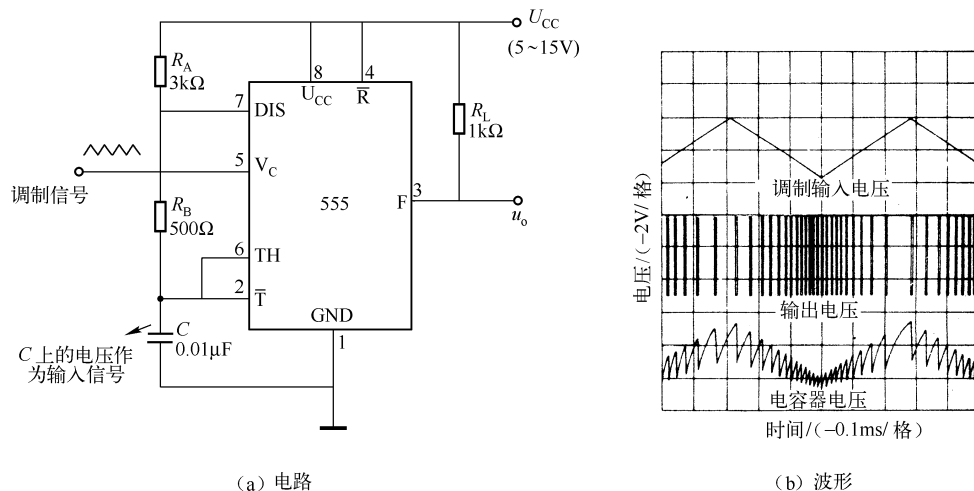 U_CC
(5~15V)
R_A
3kΩ
8
4
U_CC
R̅
7
DIS
R_L
1kΩ
5
V_C
调制信号
555
3
F
u_o
R_B
500Ω
6
TH
2
T̅
GND
1
C
0.01μF
C 上的电压作
为输入信号
(a) 电路
电压/(−2V/格)
调制输入电压
输出电压
电容器电压
时间/(−0.1ms/格)
(b) 波形